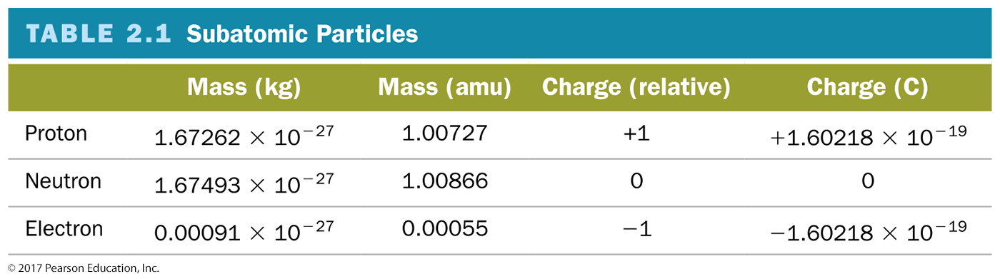 TABLE 2.1 Subatomic Particles
Mass (kg) Mass (amu) Charge (relative) Charge (C)
Proton 1.67262 × 10⁻²⁷ 1.00727 +1 +1.60218 × 10⁻¹⁹
Neutron 1.67493 × 10⁻²⁷ 1.00866 0 0
Electron 0.00091 × 10⁻²⁷ 0.00055 −1 −1.60218 × 10⁻¹⁹
© 2017 Pearson Education, Inc.